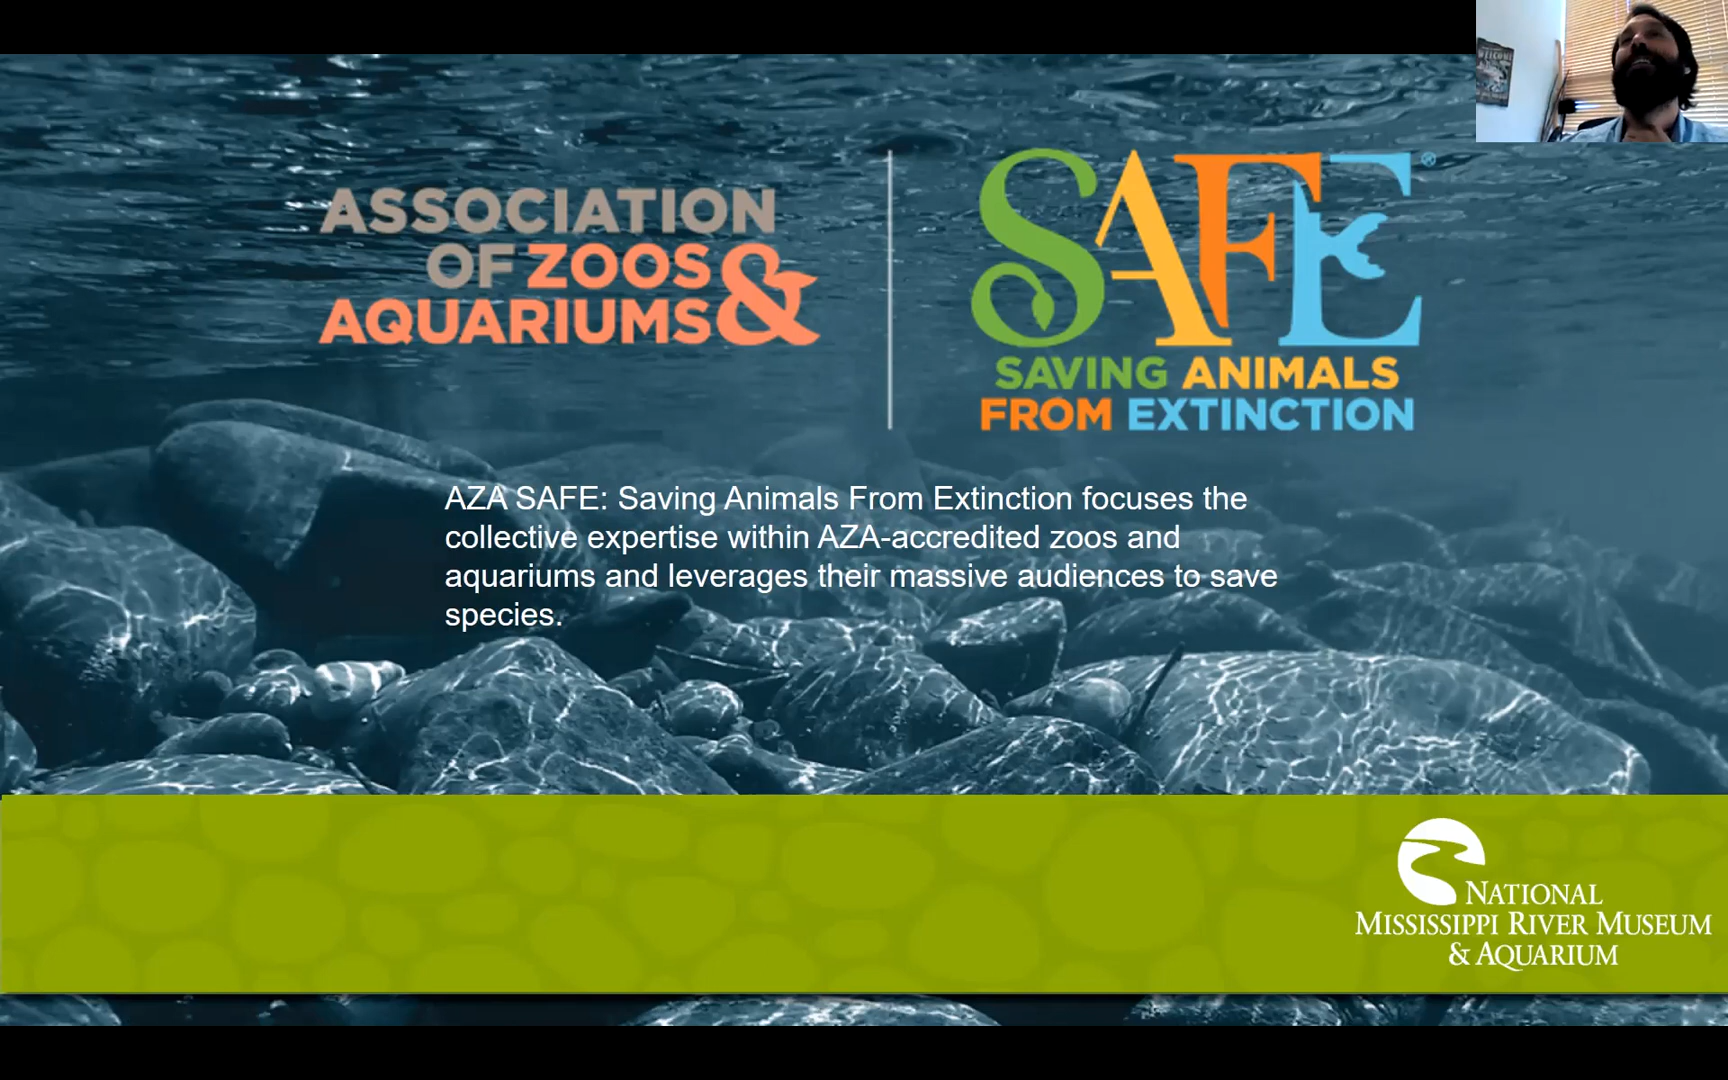 WELCOME
ASSOCIATION
OF ZOOS &
AQUARIUMS
SAFE®
SAVING ANIMALS
FROM EXTINCTION
AZA SAFE: Saving Animals From Extinction focuses the
collective expertise within AZA-accredited zoos and
aquariums and leverages their massive audiences to save
species.
NATIONAL
MISSISSIPPI RIVER MUSEUM
& AQUARIUM